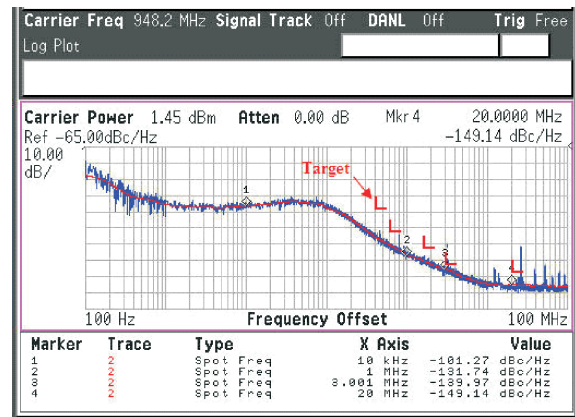 Carrier Freq 948.2 MHz Signal Track Off DANL Off Trig Free
Log Plot
Carrier Power 1.45 dBm Atten 0.00 dB Mkr 4 20.0000 MHz
Ref -65.00dBc/Hz -149.14 dBc/Hz
10.00
dB/
Target
1
2
3
4
100 Hz Frequency Offset 100 MHz
Marker Trace Type X Axis Value
1 2 Spot Freq 10 kHz -101.27 dBc/Hz
2 2 Spot Freq 1 MHz -131.74 dBc/Hz
3 2 Spot Freq 3.001 MHz -139.97 dBc/Hz
4 2 Spot Freq 20 MHz -149.14 dBc/Hz